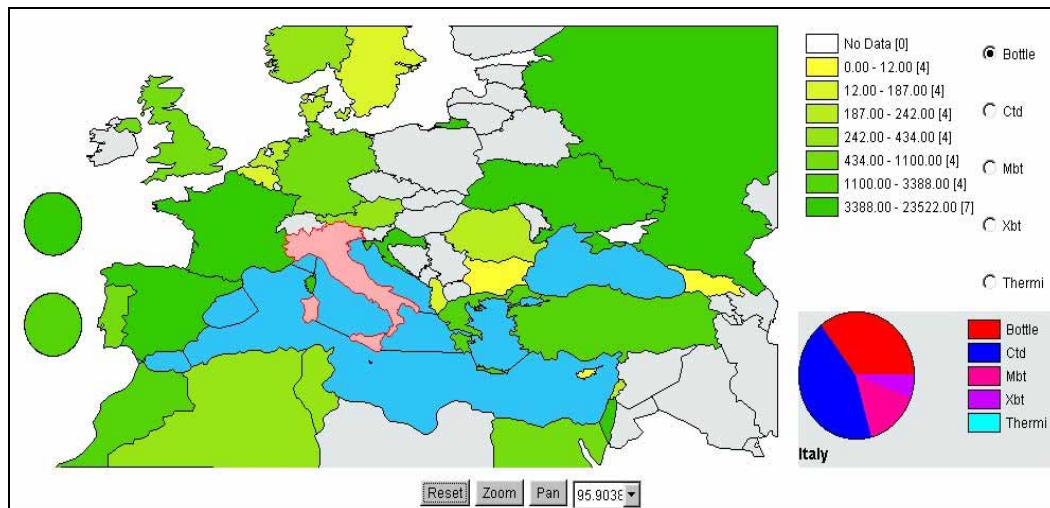 No Data [0]
0.00 - 12.00 [4]
12.00 - 187.00 [4]
187.00 - 242.00 [4]
242.00 - 434.00 [4]
434.00 - 1100.00 [4]
1100.00 - 3388.00 [4]
3388.00 - 23522.00 [7]
Bottle
Ctd
Mbt
Xbt
Thermi
Bottle
Ctd
Mbt
Xbt
Thermi
Italy
Reset Zoom Pan 95.9038